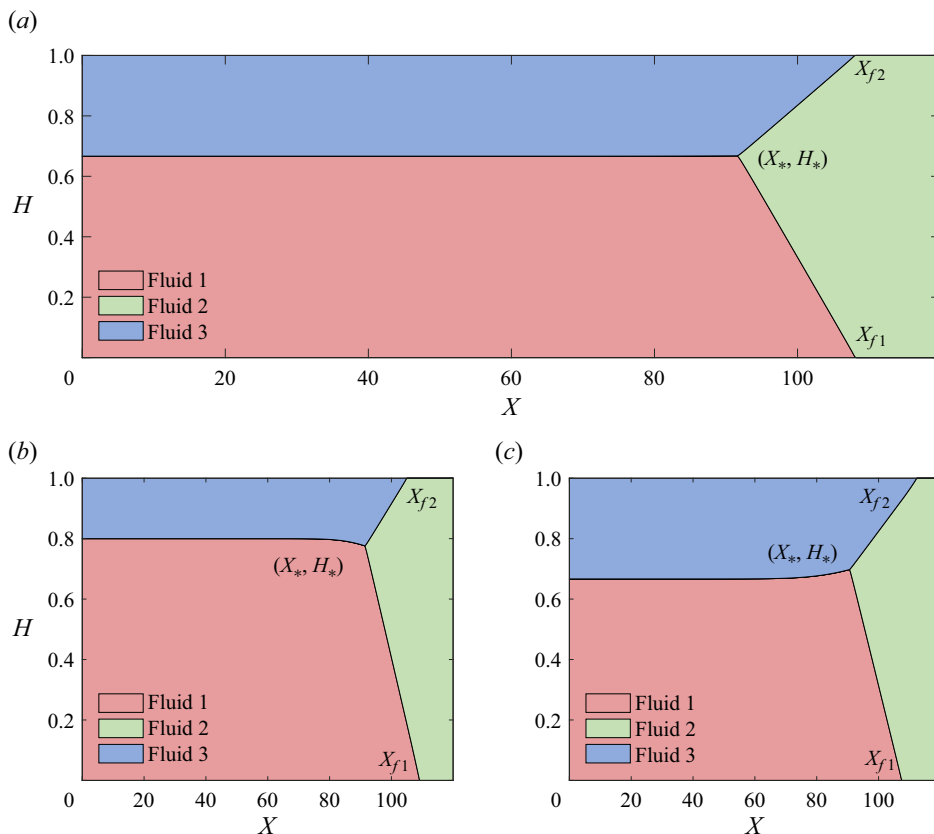 (a)
1.0
0.8
0.6
0.4
0.2
H
X_{f2}
(X_*, H_*)
X_{f1}
Fluid 1
Fluid 2
Fluid 3
0 20 40 60 80 100
X
(b)
1.0
0.8
0.6
0.4
0.2
H
X_{f2}
(X_*, H_*)
X_{f1}
Fluid 1
Fluid 2
Fluid 3
0 20 40 60 80 100
X
(c)
1.0
0.8
0.6
0.4
0.2
X_{f2}
(X_*, H_*)
X_{f1}
Fluid 1
Fluid 2
Fluid 3
0 20 40 60 80 100
X